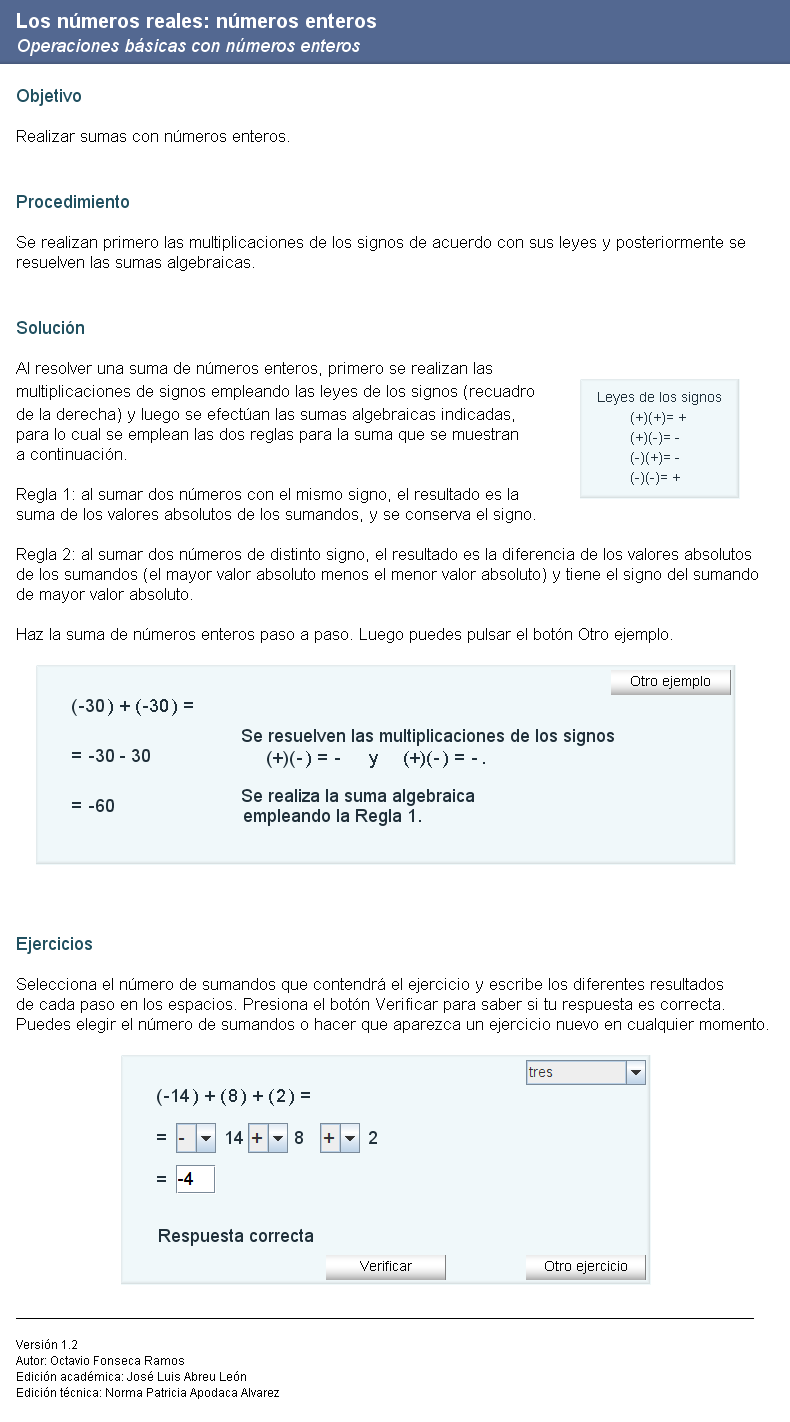 Los números reales: números enteros
Operaciones básicas con números enteros
Objetivo
Realizar sumas con números enteros.
Procedimiento
Se realizan primero las multiplicaciones de los signos de acuerdo con sus leyes y posteriormente se
resuelven las sumas algebraicas.
Solución
Al resolver una suma de números enteros, primero se realizan las
multiplicaciones de signos empleando las leyes de los signos (recuadro
de la derecha) y luego se efectúan las sumas algebraicas indicadas,
para lo cual se emplean las dos reglas para la suma que se muestran
a continuación.
Leyes de los signos
(+)(+)= +
(+)(-)= -
(-)(+)= -
(-)(-)= +
Regla 1: al sumar dos números con el mismo signo, el resultado es la
suma de los valores absolutos de los sumandos, y se conserva el signo.
Regla 2: al sumar dos números de distinto signo, el resultado es la diferencia de los valores absolutos
de los sumandos (el mayor valor absoluto menos el menor valor absoluto) y tiene el signo del sumando
de mayor valor absoluto.
Haz la suma de números enteros paso a paso. Luego puedes pulsar el botón Otro ejemplo.
Otro ejemplo
(-30) + (-30) =
Se resuelven las multiplicaciones de los signos
= -30 - 30
(+)(-) = - y (+)(-) = - .
= -60
Se realiza la suma algebraica
empleando la Regla 1.
Ejercicios
Selecciona el número de sumandos que contendrá el ejercicio y escribe los diferentes resultados
de cada paso en los espacios. Presiona el botón Verificar para saber si tu respuesta es correcta.
Puedes elegir el número de sumandos o hacer que aparezca un ejercicio nuevo en cualquier momento.
tres
(-14) + (8) + (2) =
= - 14 + 8 + 2
= -4
Respuesta correcta
Verificar
Otro ejercicio
Versión 1.2
Autor: Octavio Fonseca Ramos
Edición académica: José Luis Abreu León
Edición técnica: Norma Patricia Apodaca Alvarez